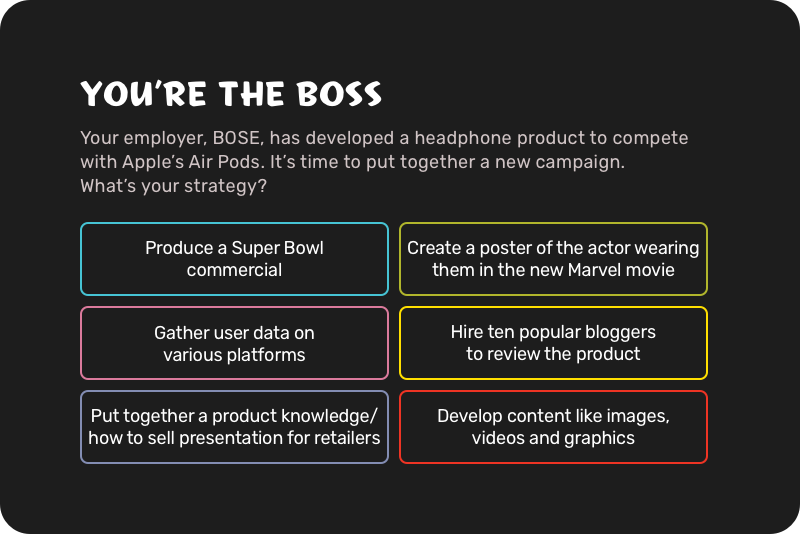 YOU'RE THE BOSS
Your employer, BOSE, has developed a headphone product to compete
with Apple's Air Pods. It's time to put together a new campaign.
What's your strategy?
Produce a Super Bowl
commercial
Create a poster of the actor wearing
them in the new Marvel movie
Gather user data on
various platforms
Hire ten popular bloggers
to review the product
Put together a product knowledge/
how to sell presentation for retailers
Develop content like images,
videos and graphics